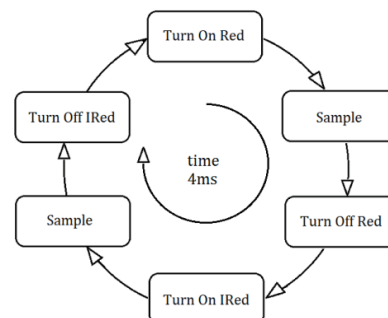 Turn On Red
Sample
Turn Off Red
Turn On IRed
Sample
Turn Off IRed
time
4ms